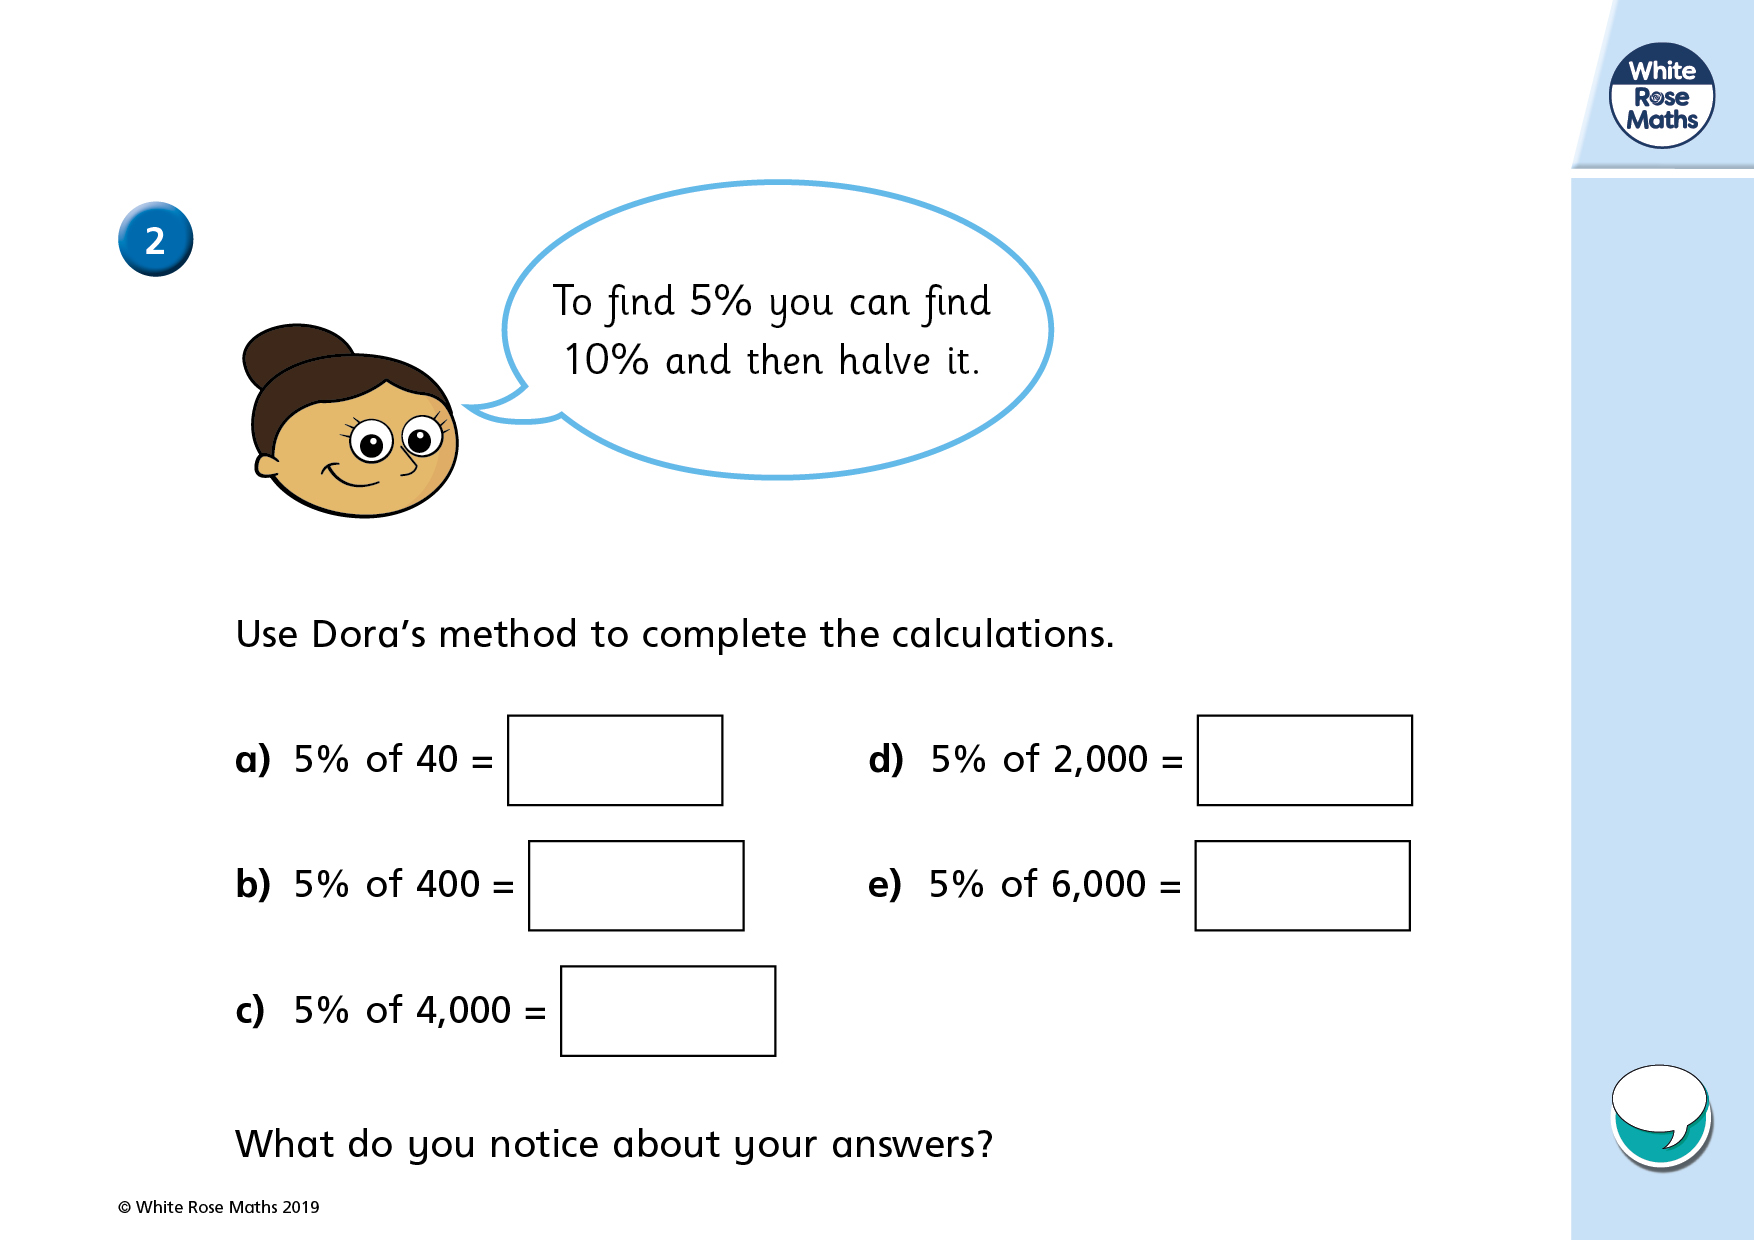 White
Rose
Maths
2
To find 5% you can find
10% and then halve it.
Use Dora's method to complete the calculations.
a) 5% of 40 =
b) 5% of 400 =
c) 5% of 4,000 =
d) 5% of 2,000 =
e) 5% of 6,000 =
What do you notice about your answers?
© White Rose Maths 2019